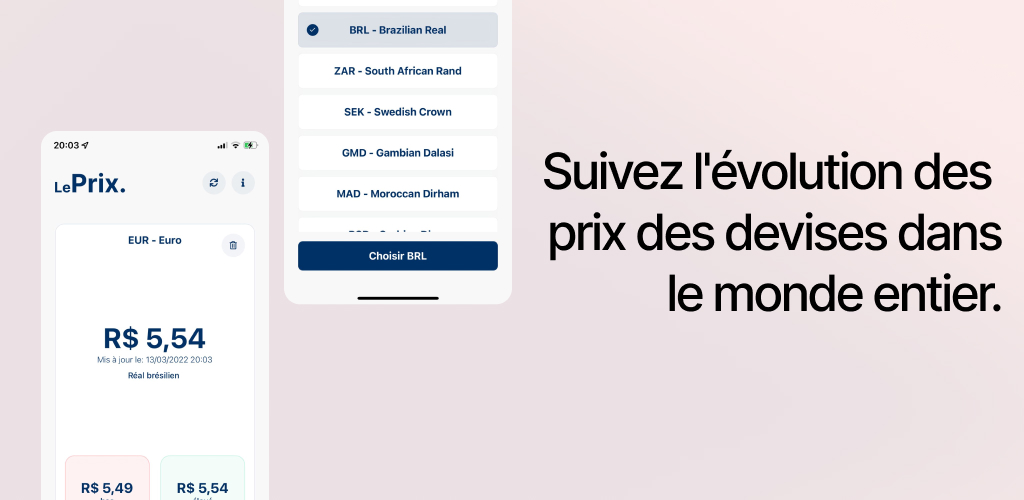 20:03
LePrix.
EUR - Euro
R$ 5,54
Mis à jour le: 13/03/2022 20:03
Réal brésilien
R$ 5,49
R$ 5,54
BRL - Brazilian Real
ZAR - South African Rand
SEK - Swedish Crown
GMD - Gambian Dalasi
MAD - Moroccan Dirham
Choisir BRL
Suivez l'évolution des
prix des devises dans
le monde entier.